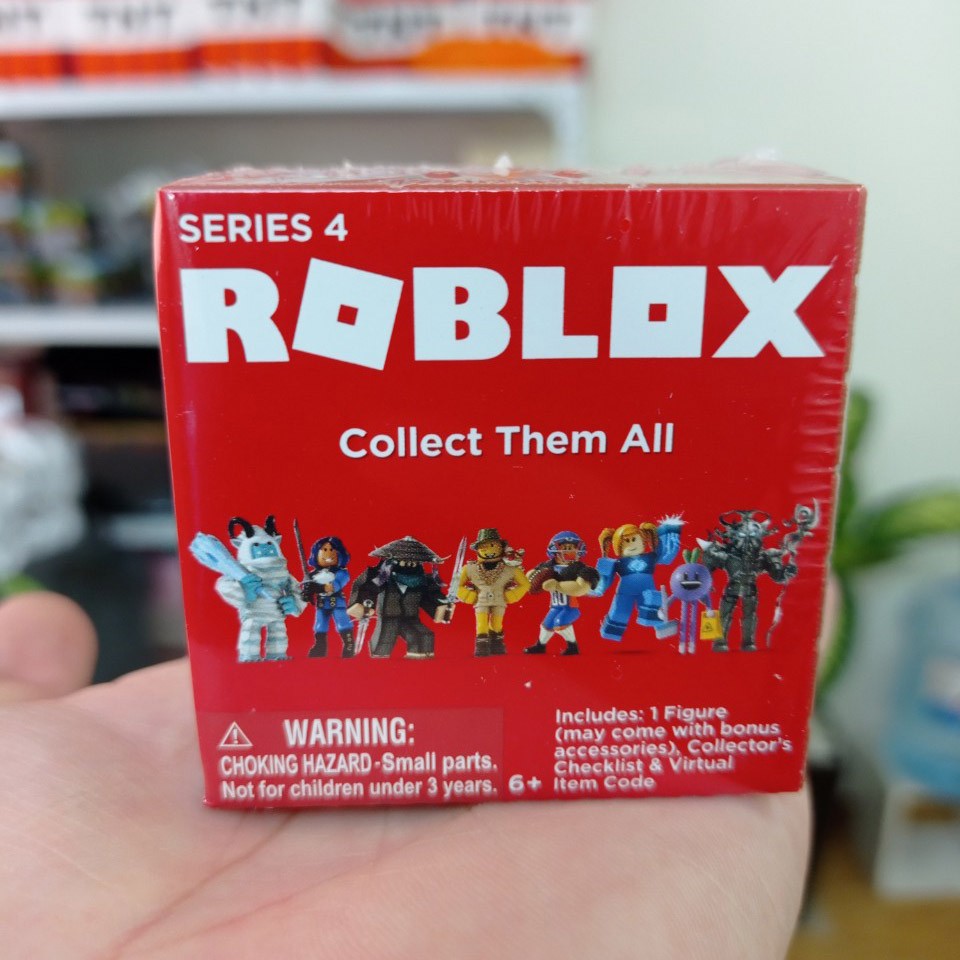 SERIES 4
ROBLOX
Collect Them All
WARNING:
CHOKING HAZARD-Small parts.
Not for children under 3 years.
6+
Includes: 1 Figure
(may come with bonus
accessories), Collector's
Checklist & Virtual
Item Code